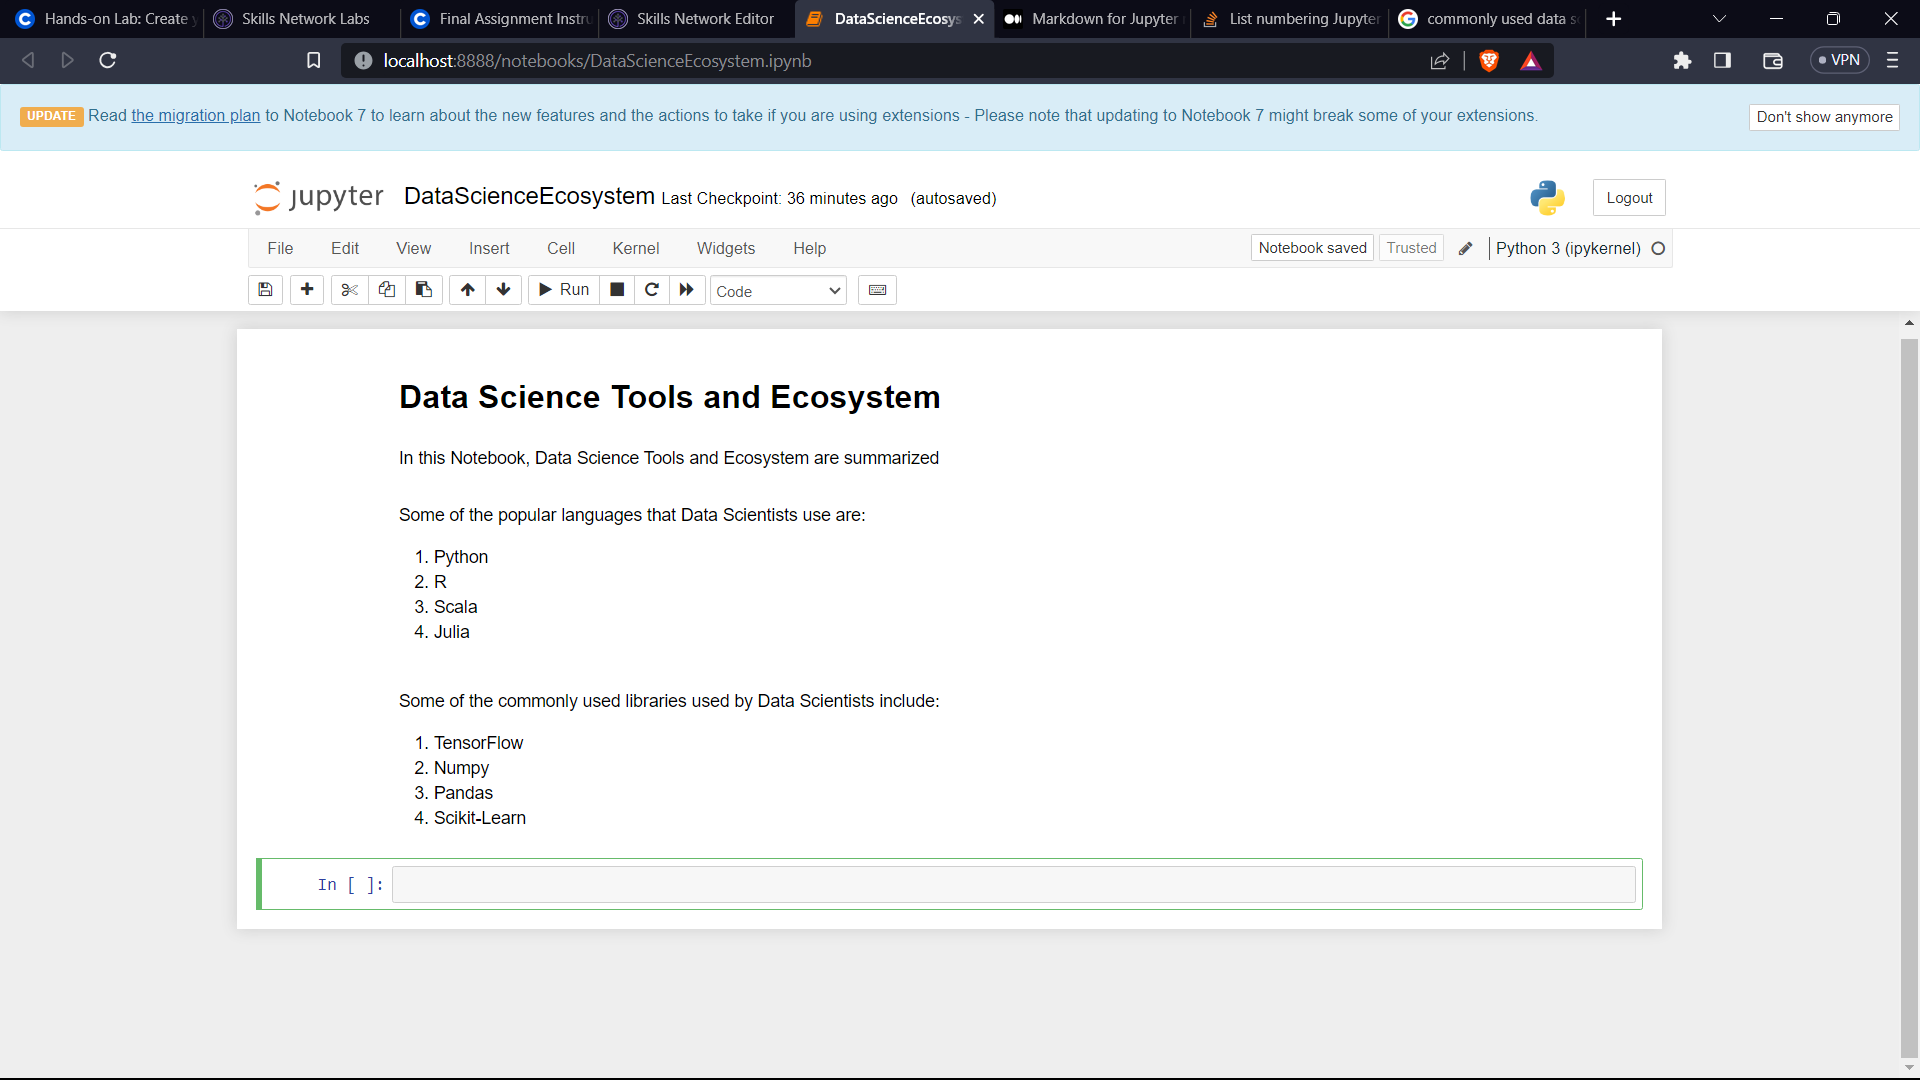 Hands-on Lab: Create
Skills Network Labs
Final Assignment Instru
Skills Network Editor
DataScienceEcosys
Markdown for Jupyter
List numbering Jupyter
commonly used data s
localhost:8888/notebooks/DataScienceEcosystem.ipynb
VPN
UPDATE Read the migration plan to Notebook 7 to learn about the new features and the actions to take if you are using extensions - Please note that updating to Notebook 7 might break some of your extensions.
Don't show anymore
jupyter DataScienceEcosystem Last Checkpoint: 36 minutes ago (autosaved)
Logout
File Edit View Insert Cell Kernel Widgets Help
Notebook saved Trusted Python 3 (ipykernel)
Run Code
Data Science Tools and Ecosystem
In this Notebook, Data Science Tools and Ecosystem are summarized
Some of the popular languages that Data Scientists use are:
1. Python
2. R
3. Scala
4. Julia
Some of the commonly used libraries used by Data Scientists include:
1. TensorFlow
2. Numpy
3. Pandas
4. Scikit-Learn
In [ ]: